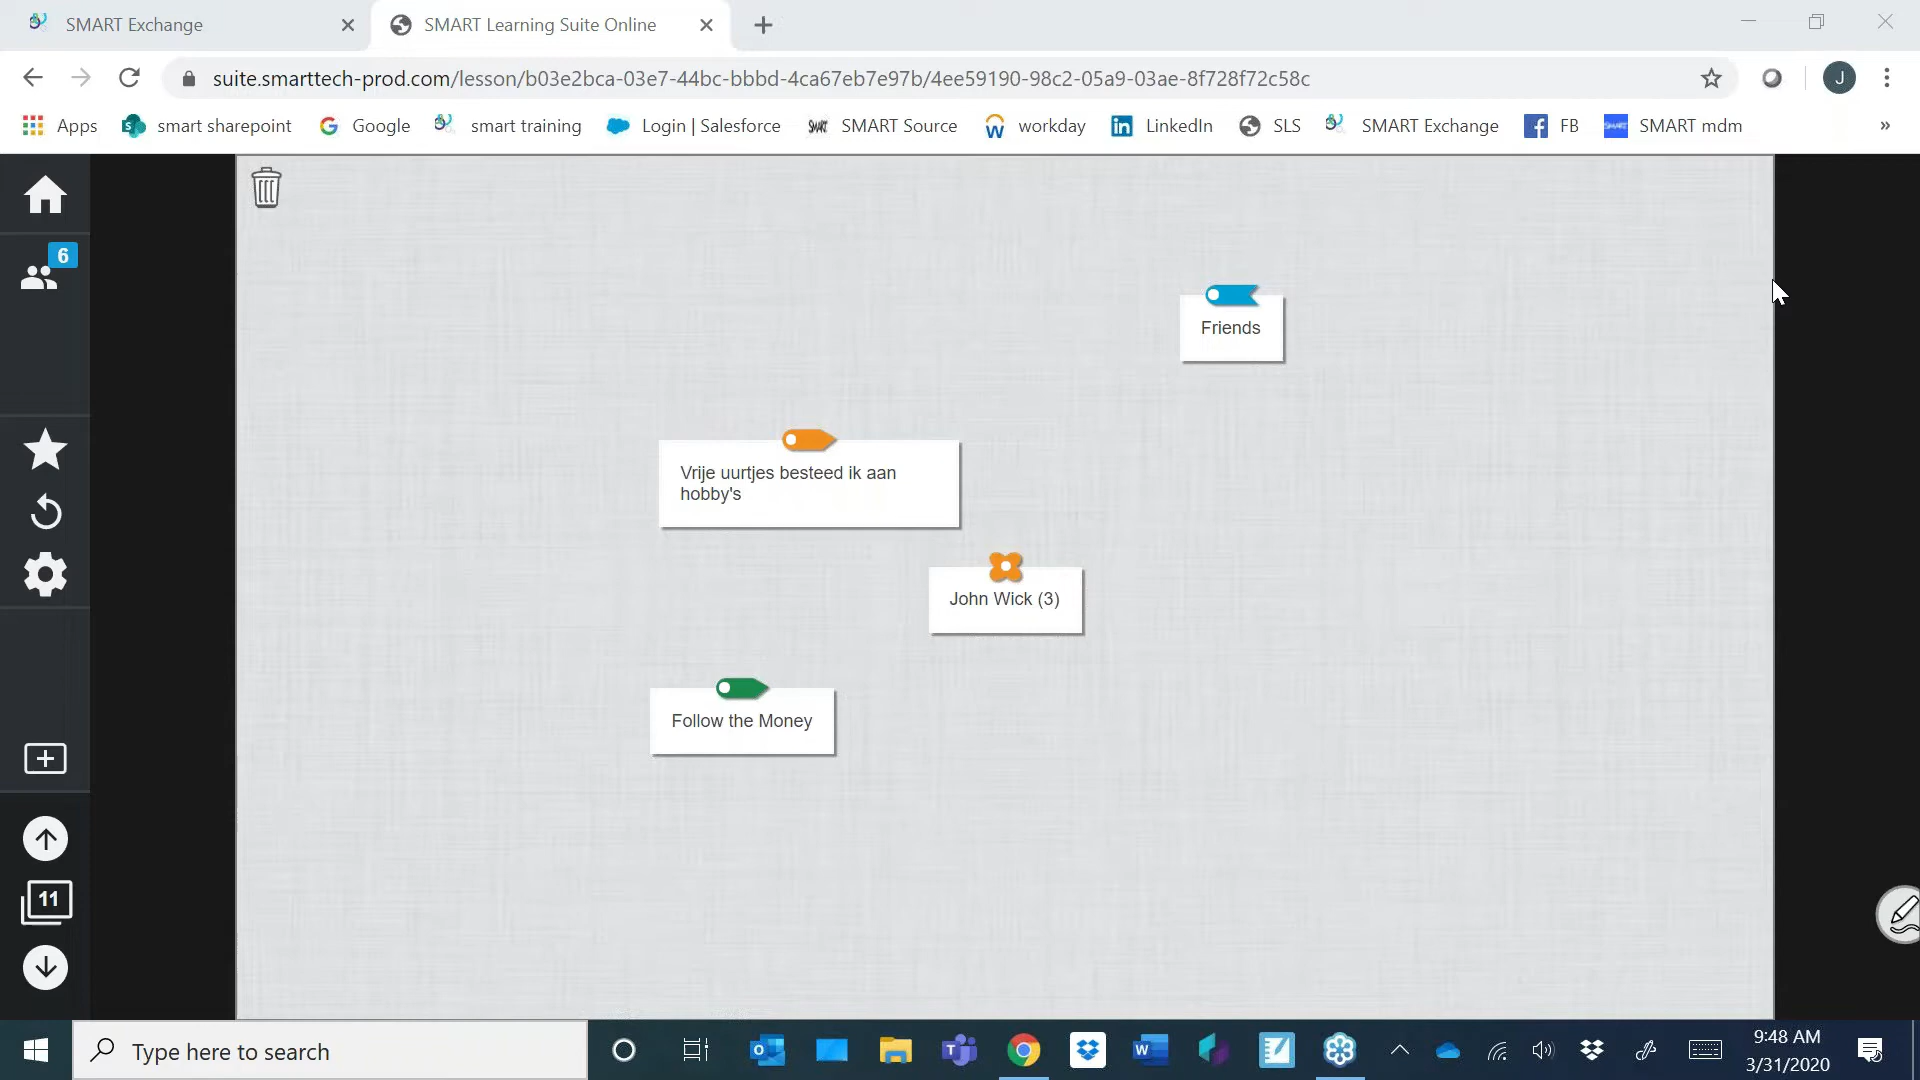 SMART Exchange
SMART Learning Suite Online
suite.smarttech-prod.com/lesson/b03e2bca-03e7-44bc-bbbd-4ca67eb7e97b/4ee59190-98c2-05a9-03ae-8f728f72c58c
J
Apps
smart sharepoint
Google
smart training
Login | Salesforce
SMART Source
workday
LinkedIn
SLS
SMART Exchange
FB
SMART mdm
»
6
Friends
Vrije uurtjes besteed ik aan
hobby's
John Wick (3)
Follow the Money
11
Type here to search
9:48 AM
3/31/2020